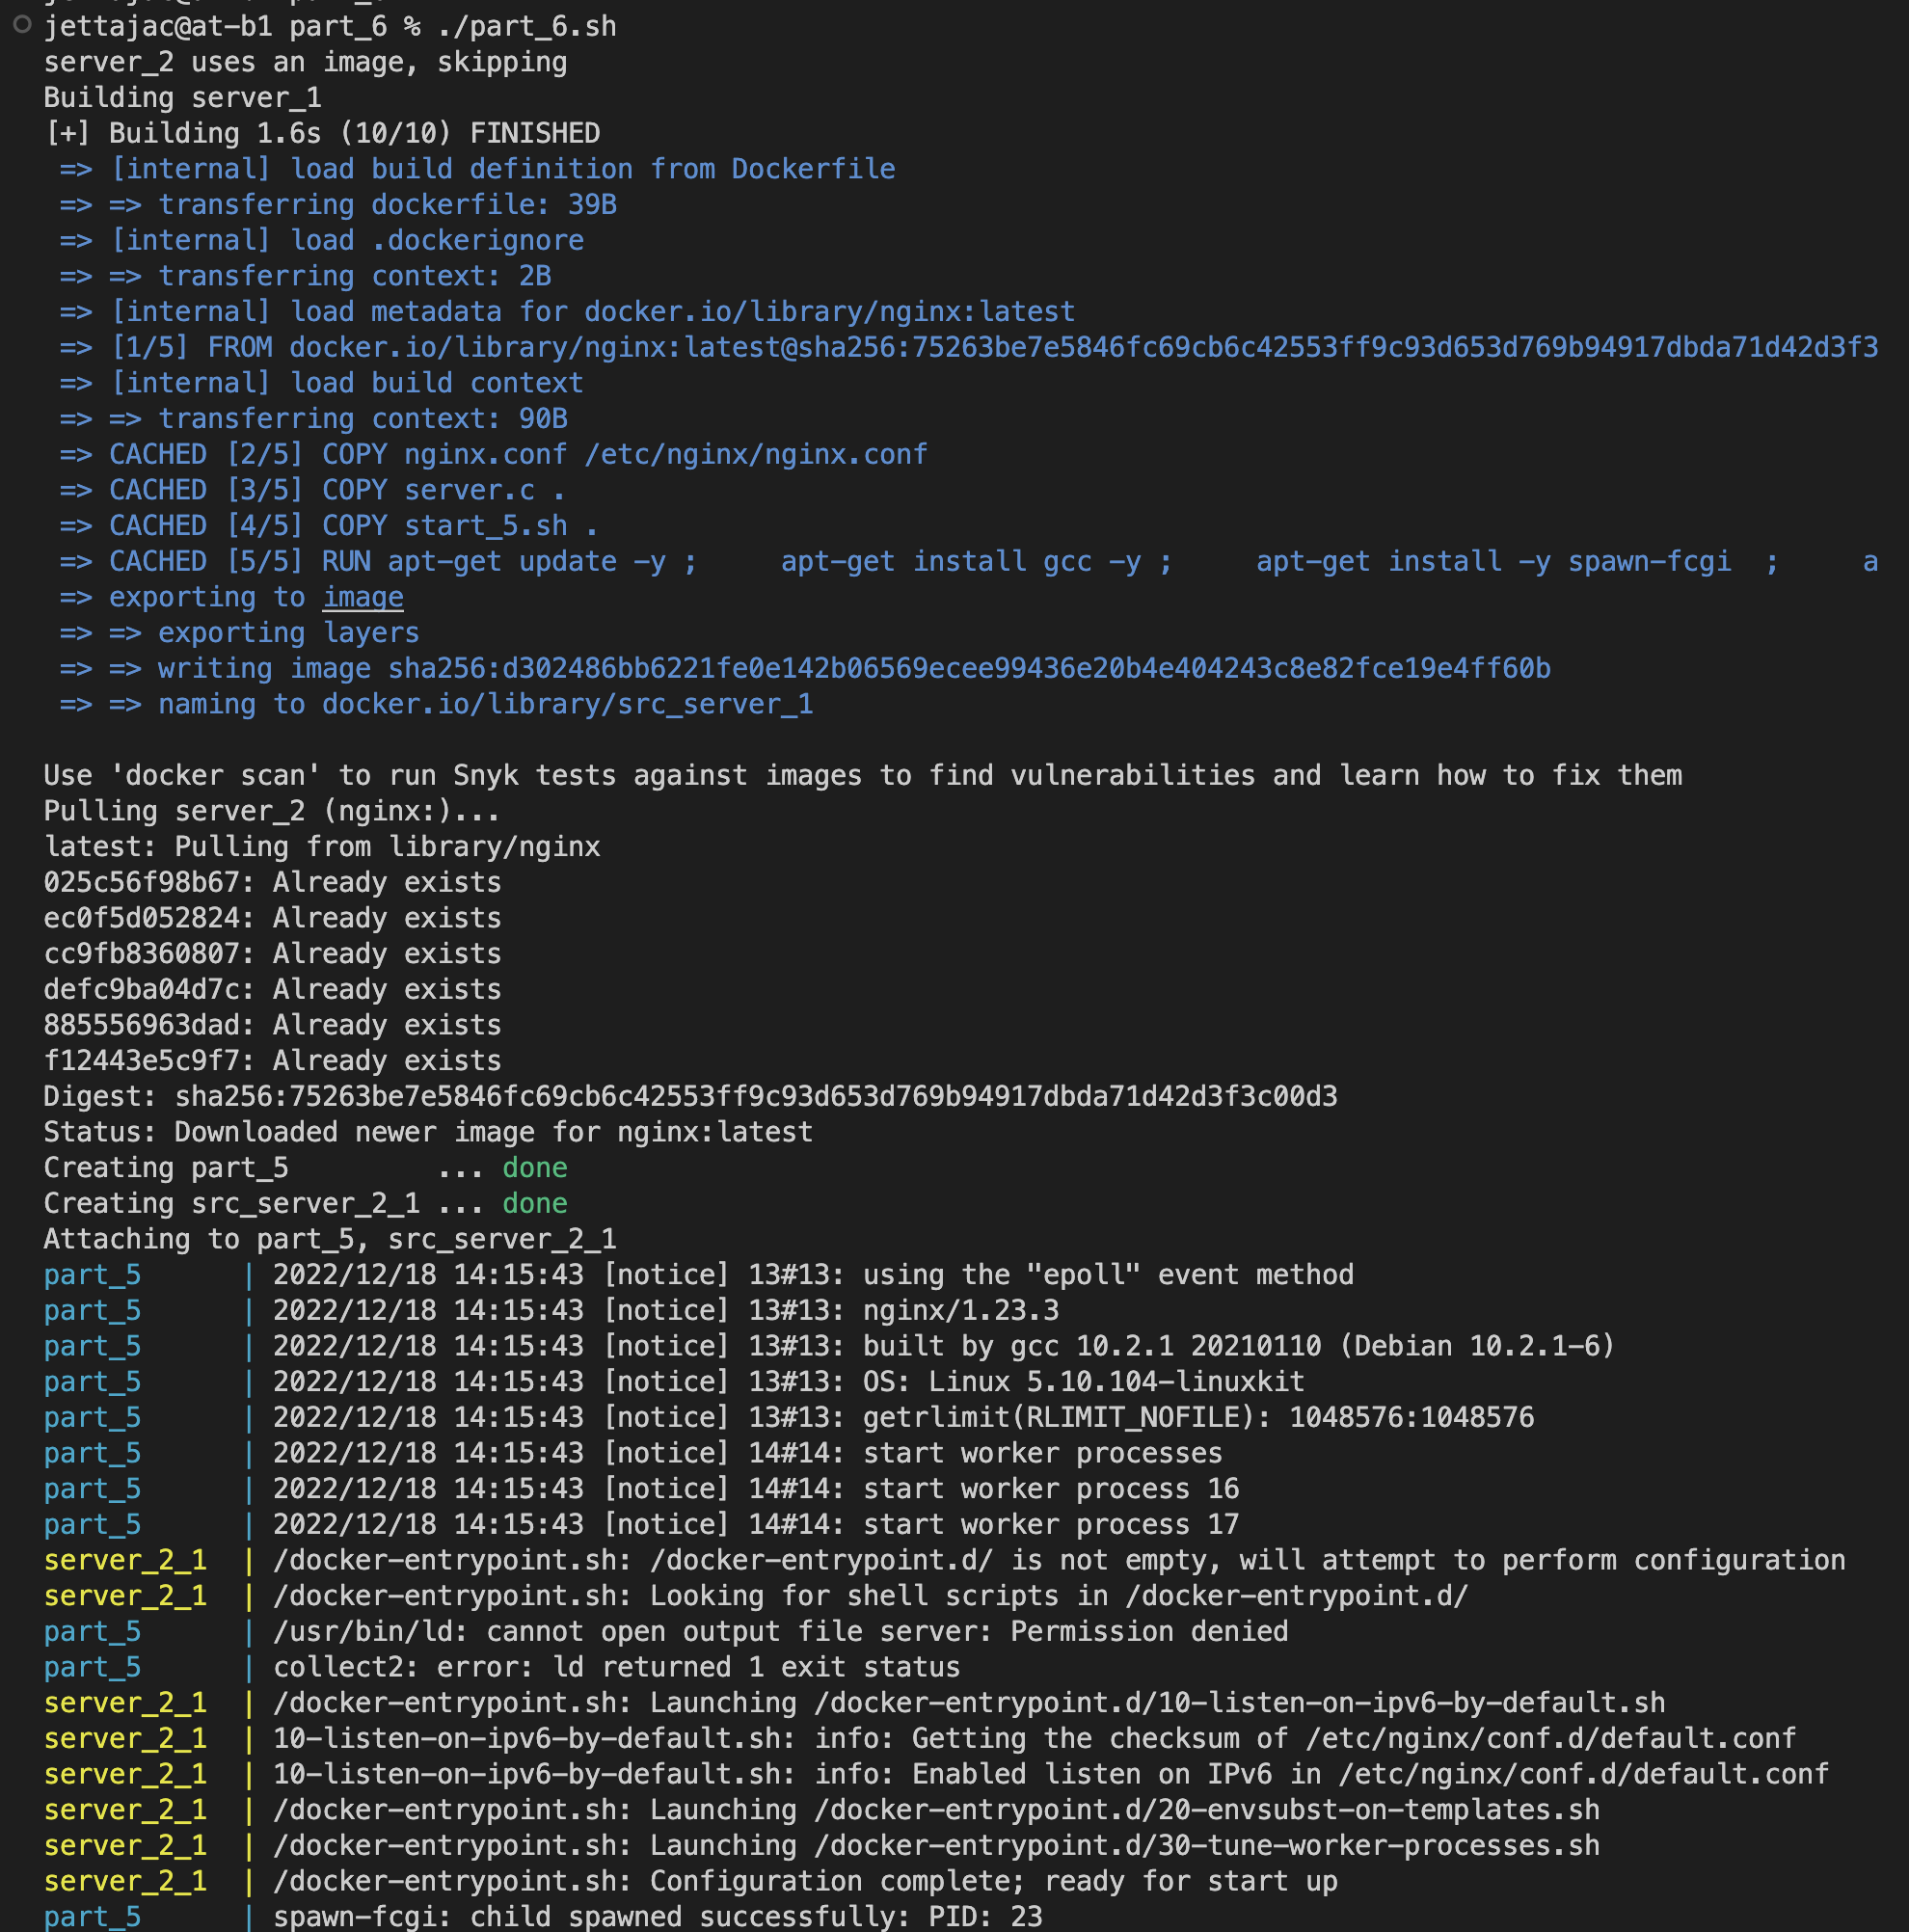 jettajac@at-b1 part_6 % ./part_6.sh
server_2 uses an image, skipping
Building server_1
[+] Building 1.6s (10/10) FINISHED
=> [internal] load build definition from Dockerfile
=> => transferring dockerfile: 39B
=> [internal] load .dockerignore
=> => transferring context: 2B
=> [internal] load metadata for docker.io/library/nginx:latest
=> [1/5] FROM docker.io/library/nginx:latest@sha256:75263be7e5846fc69cb6c42553ff9c93d653d769b94917dbda71d42d3f3
=> [internal] load build context
=> => transferring context: 90B
=> CACHED [2/5] COPY nginx.conf /etc/nginx/nginx.conf
=> CACHED [3/5] COPY server.c .
=> CACHED [4/5] COPY start_5.sh .
=> CACHED [5/5] RUN apt-get update -y ;     apt-get install gcc -y ;     apt-get install -y spawn-fcgi  ;     a
=> exporting to image
=> => exporting layers
=> => writing image sha256:d302486bb6221fe0e142b06569ecee99436e20b4e404243c8e82fce19e4ff60b
=> => naming to docker.io/library/src_server_1
Use 'docker scan' to run Snyk tests against images to find vulnerabilities and learn how to fix them
Pulling server_2 (nginx:)...
latest: Pulling from library/nginx
025c56f98b67: Already exists
ec0f5d052824: Already exists
cc9fb8360807: Already exists
defc9ba04d7c: Already exists
885556963dad: Already exists
f12443e5c9f7: Already exists
Digest: sha256:75263be7e5846fc69cb6c42553ff9c93d653d769b94917dbda71d42d3f3c00d3
Status: Downloaded newer image for nginx:latest
Creating part_5         ... done
Creating src_server_2_1 ... done
Attaching to part_5, src_server_2_1
part_5      | 2022/12/18 14:15:43 [notice] 13#13: using the "epoll" event method
part_5      | 2022/12/18 14:15:43 [notice] 13#13: nginx/1.23.3
part_5      | 2022/12/18 14:15:43 [notice] 13#13: built by gcc 10.2.1 20210110 (Debian 10.2.1-6)
part_5      | 2022/12/18 14:15:43 [notice] 13#13: OS: Linux 5.10.104-linuxkit
part_5      | 2022/12/18 14:15:43 [notice] 13#13: getrlimit(RLIMIT_NOFILE): 1048576:1048576
part_5      | 2022/12/18 14:15:43 [notice] 14#14: start worker processes
part_5      | 2022/12/18 14:15:43 [notice] 14#14: start worker process 16
part_5      | 2022/12/18 14:15:43 [notice] 14#14: start worker process 17
server_2_1  | /docker-entrypoint.sh: /docker-entrypoint.d/ is not empty, will attempt to perform configuration
server_2_1  | /docker-entrypoint.sh: Looking for shell scripts in /docker-entrypoint.d/
part_5      | /usr/bin/ld: cannot open output file server: Permission denied
part_5      | collect2: error: ld returned 1 exit status
server_2_1  | /docker-entrypoint.sh: Launching /docker-entrypoint.d/10-listen-on-ipv6-by-default.sh
server_2_1  | 10-listen-on-ipv6-by-default.sh: info: Getting the checksum of /etc/nginx/conf.d/default.conf
server_2_1  | 10-listen-on-ipv6-by-default.sh: info: Enabled listen on IPv6 in /etc/nginx/conf.d/default.conf
server_2_1  | /docker-entrypoint.sh: Launching /docker-entrypoint.d/20-envsubst-on-templates.sh
server_2_1  | /docker-entrypoint.sh: Launching /docker-entrypoint.d/30-tune-worker-processes.sh
server_2_1  | /docker-entrypoint.sh: Configuration complete; ready for start up
part_5      | spawn-fcgi: child spawned successfully: PID: 23